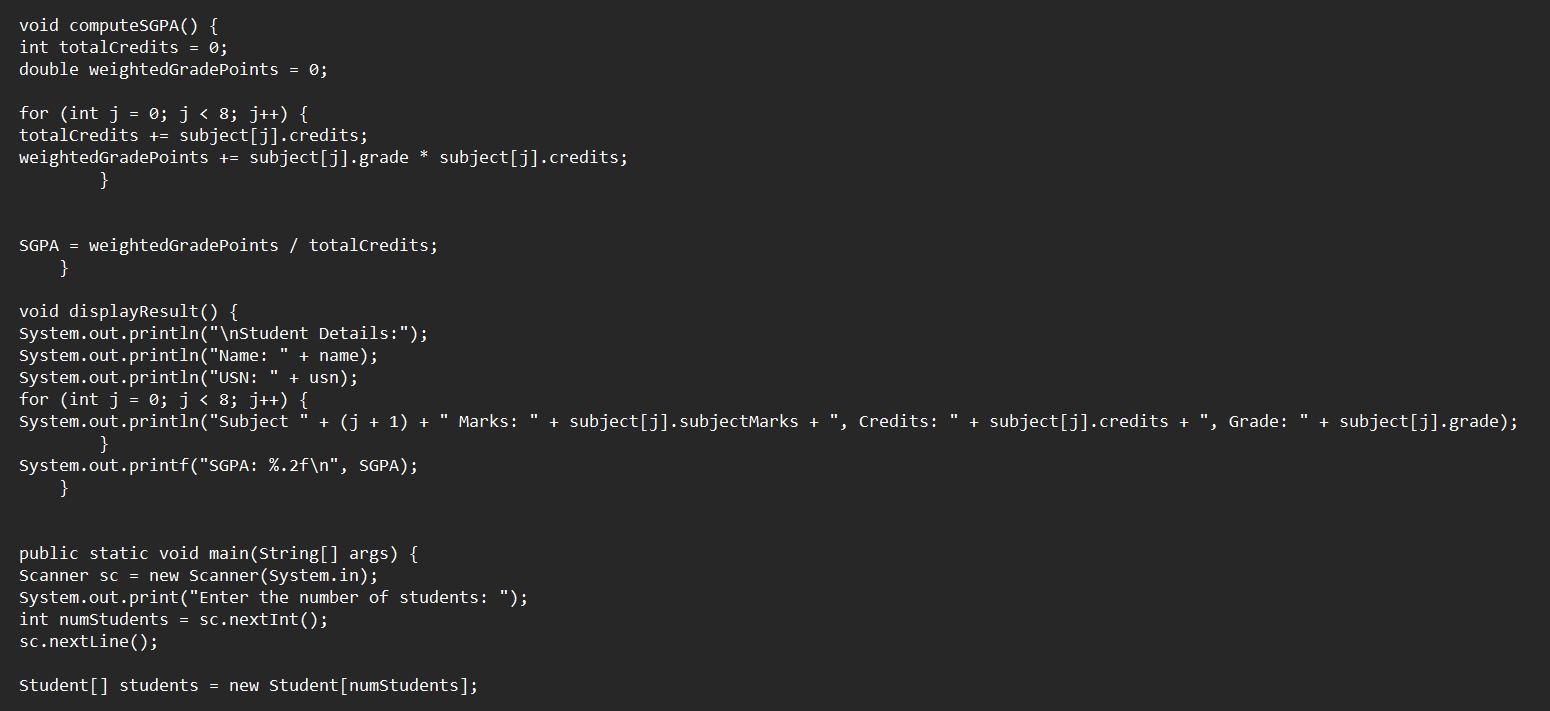 void computeSGPA() {
int totalCredits = 0;
double weightedGradePoints = 0;
for (int j = 0; j < 8; j++) {
totalCredits += subject[j].credits;
weightedGradePoints += subject[j].grade * subject[j].credits;
}
SGPA = weightedGradePoints / totalCredits;
}
void displayResult() {
System.out.println("\nStudent Details:");
System.out.println("Name: " + name);
System.out.println("USN: " + usn);
for (int j = 0; j < 8; j++) {
System.out.println("Subject " + (j + 1) + " Marks: " + subject[j].subjectMarks + ", Credits: " + subject[j].credits + ", Grade: " + subject[j].grade);
}
System.out.printf("SGPA: %.2f\n", SGPA);
}
public static void main(String[] args) {
Scanner sc = new Scanner(System.in);
System.out.print("Enter the number of students: ");
int numStudents = sc.nextInt();
sc.nextLine();
Student[] students = new Student[numStudents];